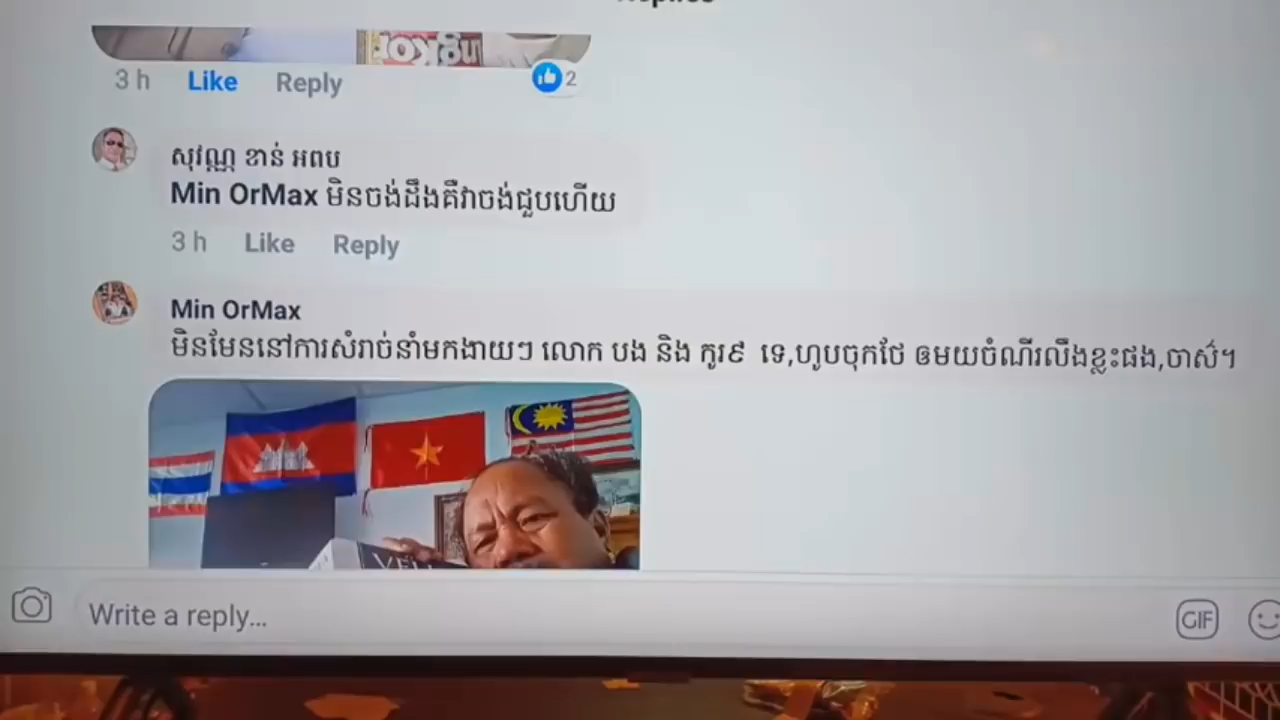 Replies
3 h Like Reply 2
សុវណ្ណ ខាន់ អពប
Min OrMax មិនចង់ដឹងគឺវាចង់ជួបហើយ
3 h Like Reply
Min OrMax
មិនមែននៅការសំរាច់នាំមកងាយៗ លោក បង និង កូរ៩ ទេ,ហូបចុកថែ ឲមយចំណីរលឹងខ្លះផង,ចាស់។
Write a reply...
GIF